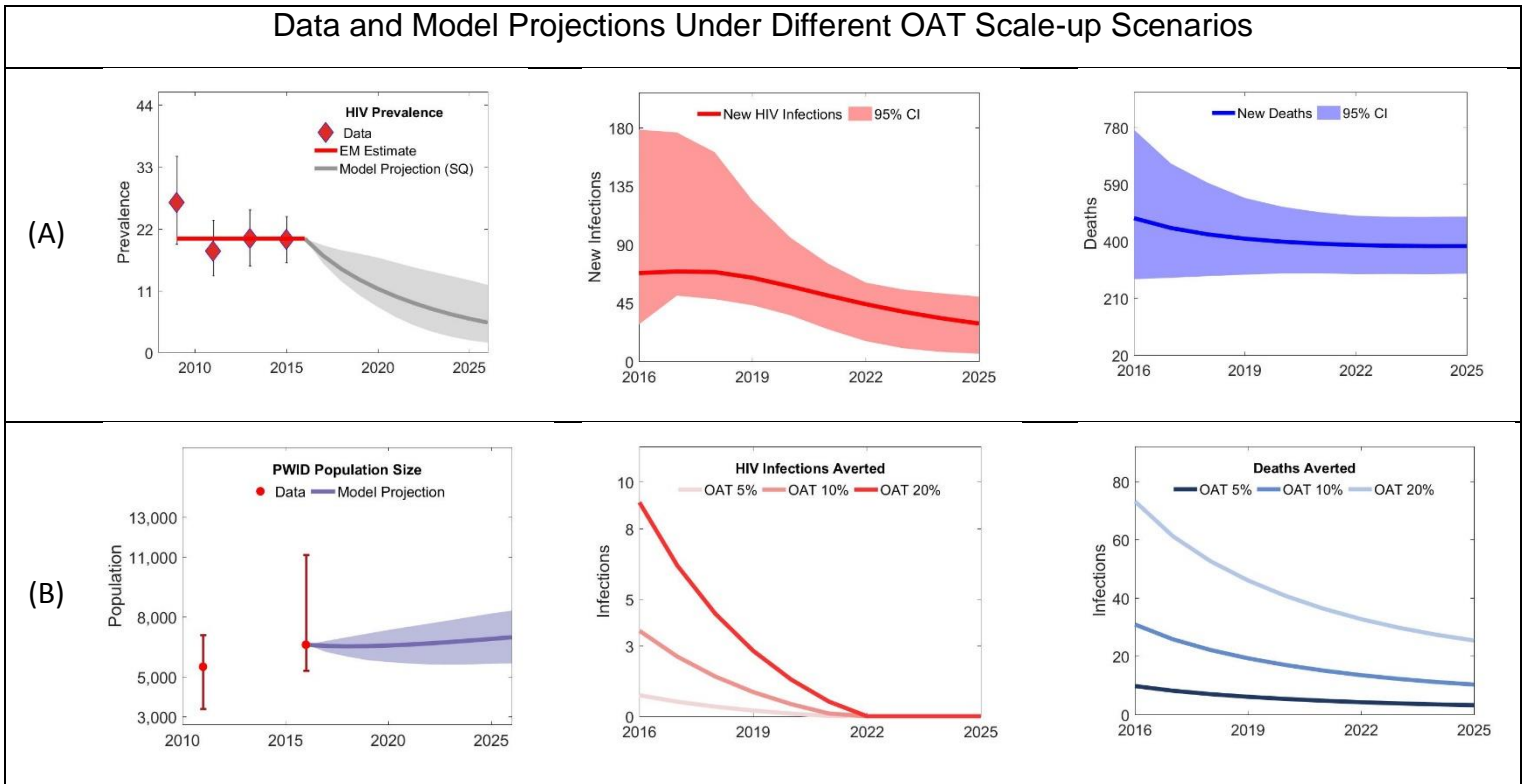 Data and Model Projections Under Different OAT Scale-up Scenarios
(A)
HIV Prevalence
Data
EM Estimate
Model Projection (SQ)
Prevalence
44
33
22
11
0
2010 2015 2020 2025
New HIV Infections 95% CI
New Infections
180
135
90
45
0
2016 2019 2022 2025
New Deaths 95% CI
Deaths
780
590
400
210
20
2016 2019 2022 2025
(B)
PWID Population Size
Data Model Projection
Population
13,000
11,000
8,000
5,000
3,000
2010 2015 2020 2025
HIV Infections Averted
OAT 5% OAT 10% OAT 20%
Infections
10
8
5
3
0
2016 2019 2022 2025
Deaths Averted
OAT 5% OAT 10% OAT 20%
Infections
80
60
40
20
0
2016 2019 2022 2025